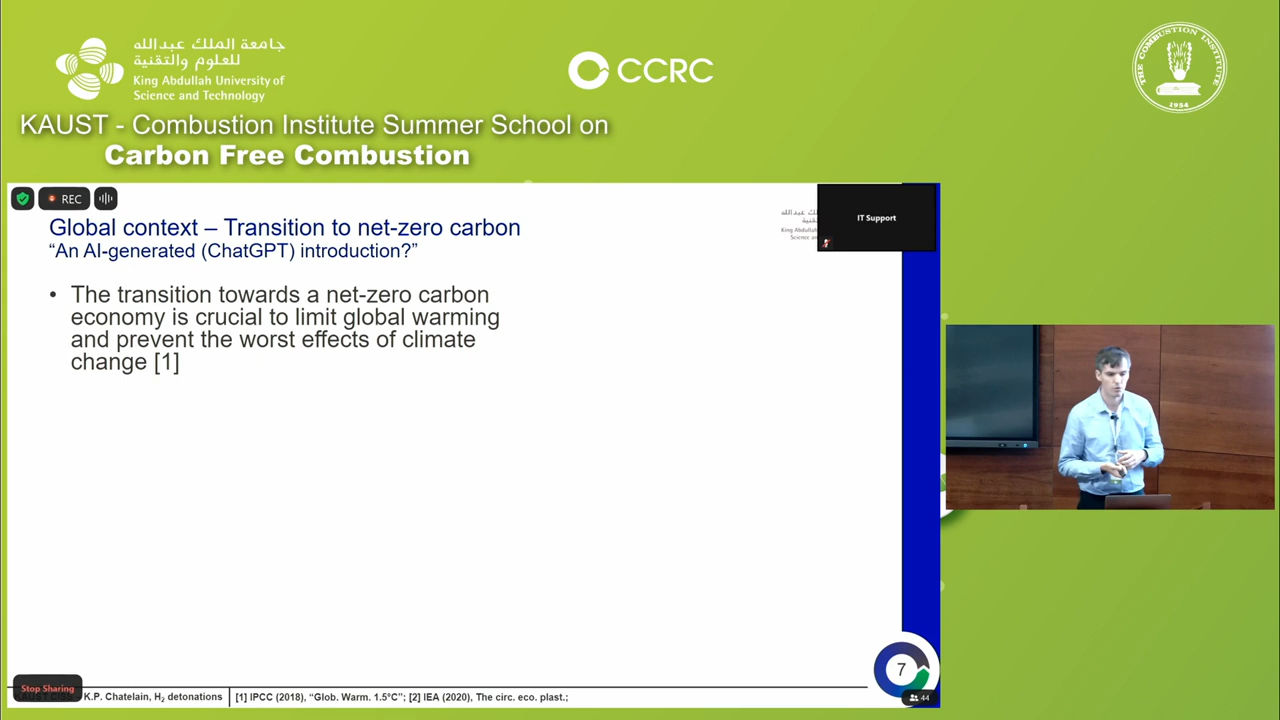 جامعة الملك عبدالله
للعلوم والتقنية
King Abdullah University of
Science and Technology
CCRC
THE COMBUSTION INSTITUTE
1954
KAUST - Combustion Institute Summer School on
Carbon Free Combustion
REC
IT Support
Global context – Transition to net-zero carbon
“An AI-generated (ChatGPT) introduction?”
• The transition towards a net-zero carbon
economy is crucial to limit global warming
and prevent the worst effects of climate
change [1]
7
44
Stop Sharing
K.P. Chatelain, H2 detonations
[1] IPCC (2018), “Glob. Warm. 1.5°C”; [2] IEA (2020), The circ. eco. plast.;